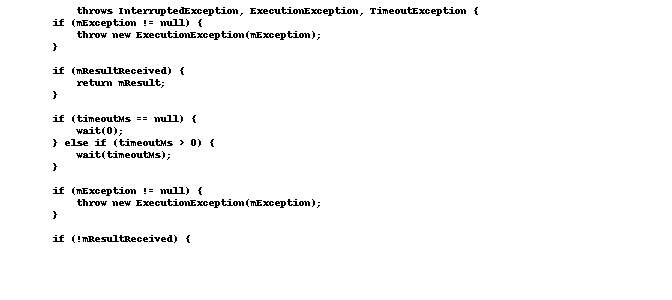 throws InterruptedException, ExecutionException, TimeoutException {
if (mException != null) {
throw new ExecutionException(mException);
}
if (mResultReceived) {
return mResult;
}
if (timeoutMs == null) {
wait(0);
} else if (timeoutMs > 0) {
wait(timeoutMs);
}
if (mException != null) {
throw new ExecutionException(mException);
}
if (!mResultReceived) {